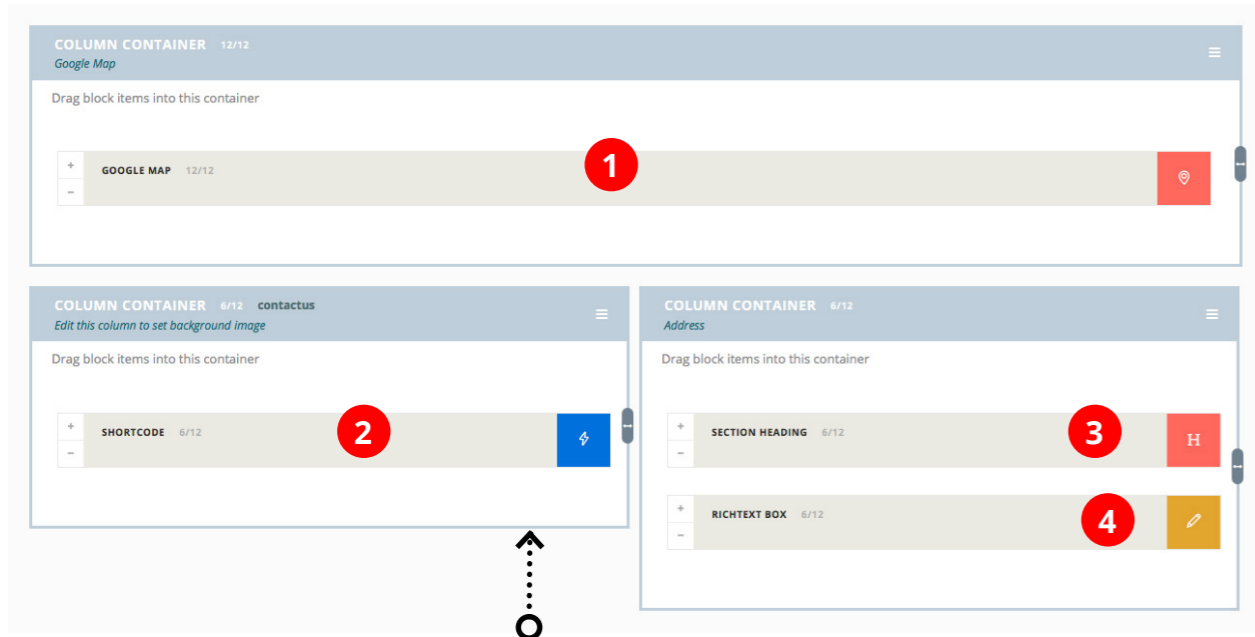 COLUMN CONTAINER 12/12
Google Map
Drag block items into this container
+
GOOGLE MAP 12/12
1
−
COLUMN CONTAINER 6/12 contactus
Edit this column to set background image
Drag block items into this container
+
SHORTCODE 6/12
2
−
COLUMN CONTAINER 6/12
Address
Drag block items into this container
+
SECTION HEADING 6/12
3
H
−
+
RICHTEXT BOX 6/12
4
−